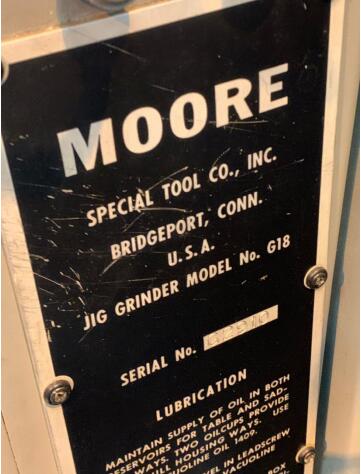 MOORE
SPECIAL TOOL CO., INC.
BRIDGEPORT, CONN.
U.S.A.
JIG GRINDER MODEL No. G18
SERIAL No.
LUBRICATION
MAINTAIN SUPPLY OF OIL IN BOTH
RESERVOIRS FOR TABLE AND SAD-
WAYS. TWO OILCUPS PROVIDE
HOUSING WAYS. USE
OIL 1409.
IN LEADSCREW
BOX